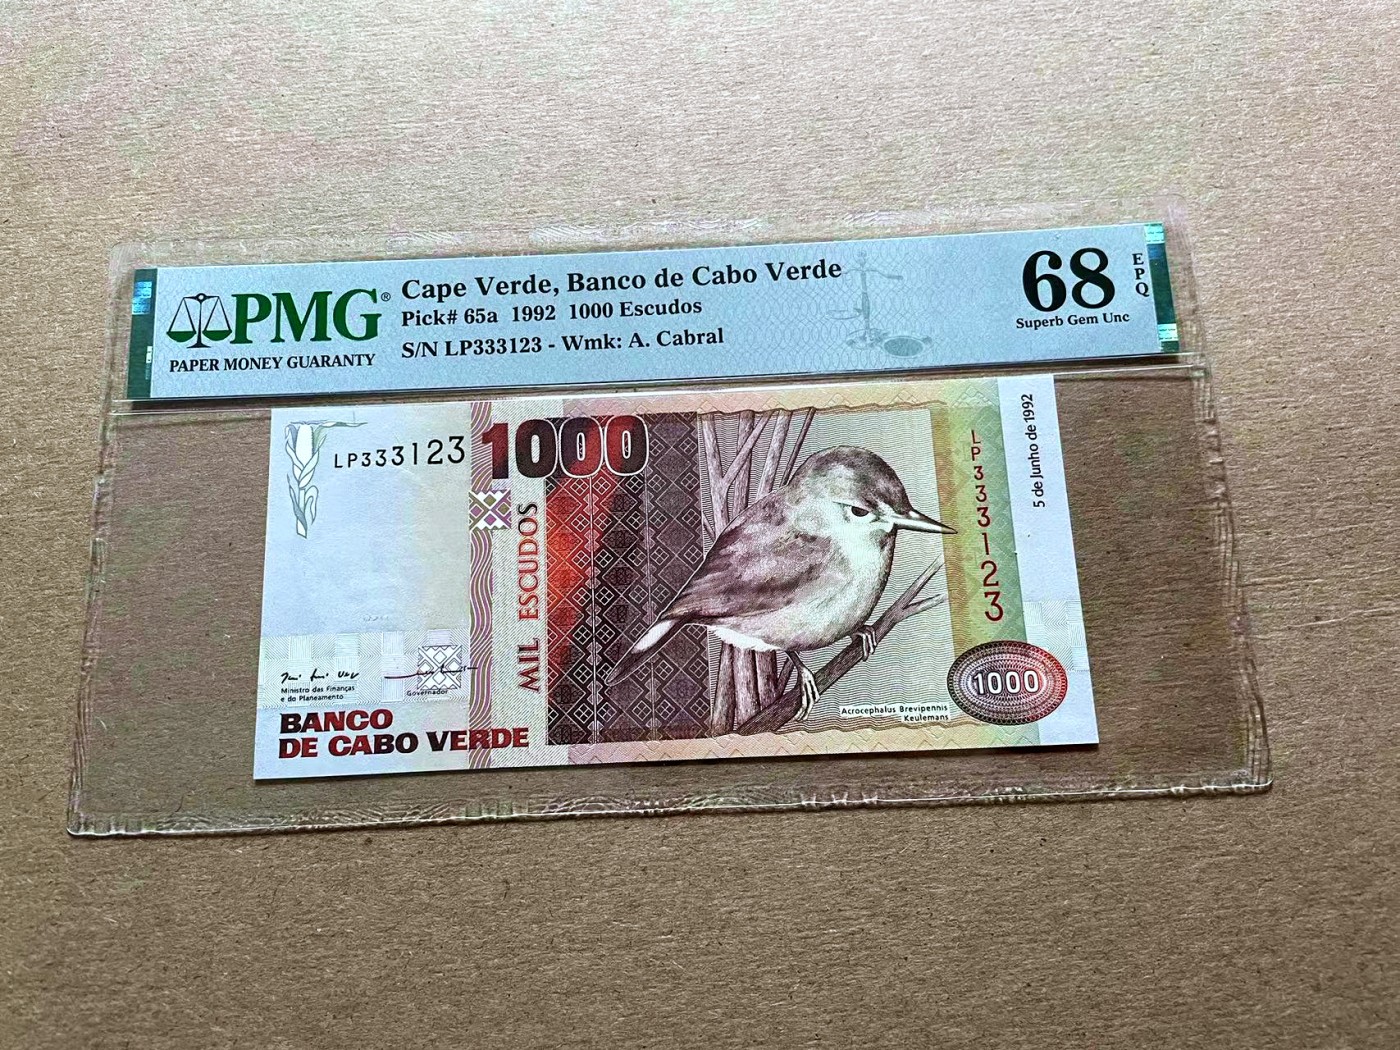 PMG®
PAPER MONEY GUARANTY
Cape Verde, Banco de Cabo Verde
Pick# 65a 1992 1000 Escudos
S/N LP333123 - Wmk: A. Cabral
68
EPQ
Superb Gem Unc
LP333123
1000
MIL ESCUDOS
LP333123
5 de Junho de 1992
Ministro das Finanças
e do Planeamento
Governador
BANCO
DE CABO VERDE
Acrocephalus Brevipennis
Keulemans
1000